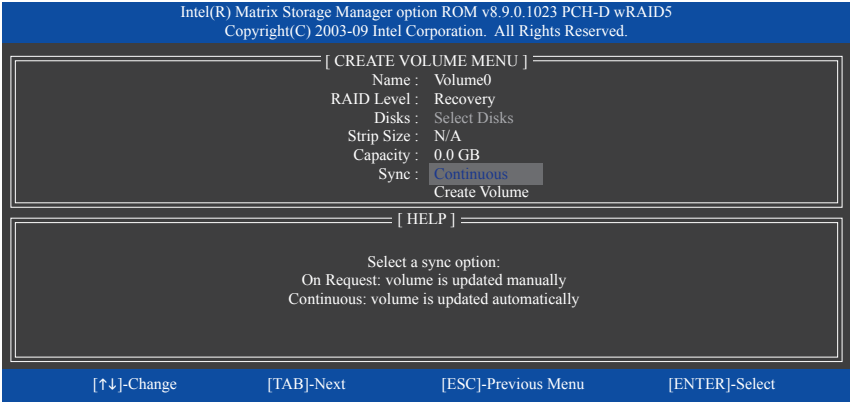 Intel(R) Matrix Storage Manager option ROM v8.9.0.1023 PCH-D wRAID5
Copyright(C) 2003-09 Intel Corporation. All Rights Reserved.
[ CREATE VOLUME MENU ]
Name : Volume0
RAID Level : Recovery
Disks : Select Disks
Strip Size : N/A
Capacity : 0.0 GB
Sync : Continuous
Create Volume
[ HELP ]
Select a sync option:
On Request: volume is updated manually
Continuous: volume is updated automatically
[↑↓]-Change [TAB]-Next [ESC]-Previous Menu [ENTER]-Select